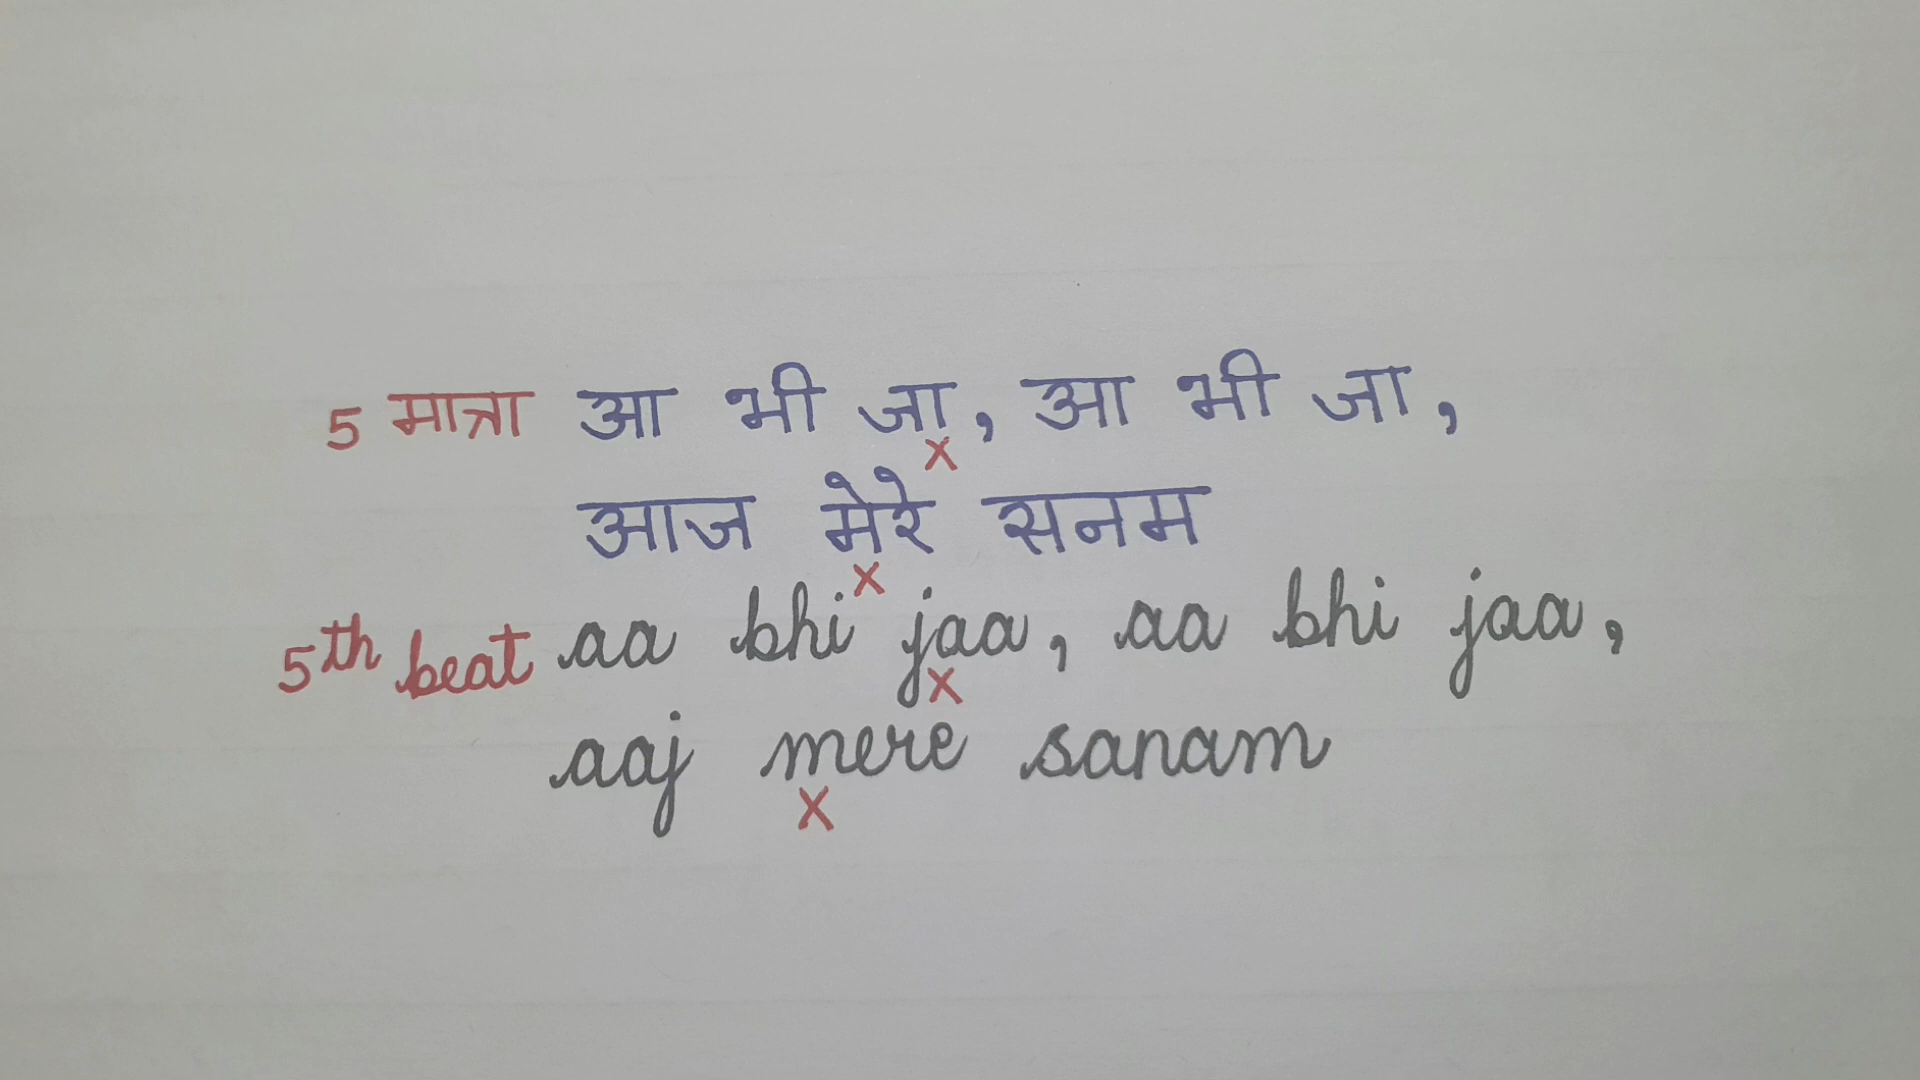 5 मात्रा आ भी जा, आ भी जा,
x
आज मेरे सनम
x
5th beat aa bhi jaa, aa bhi jaa,
x
aaj mere sanam
x